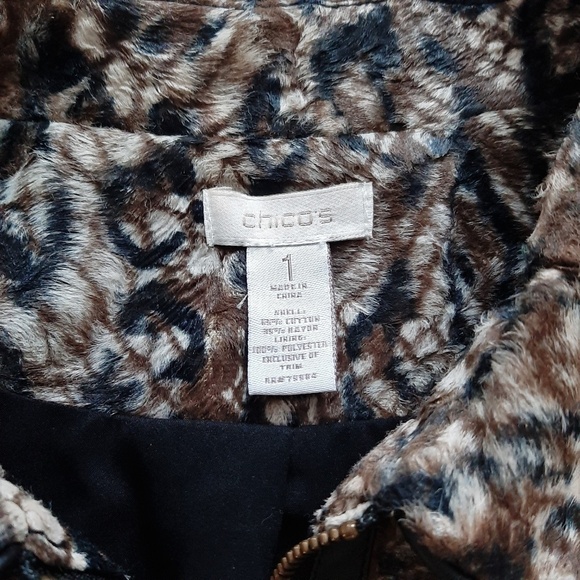 chico's
1
MADE IN
CHINA
SHELL:
65% COTTON
35% RAYON
LINING:
100% POLYESTER
EXCLUSIVE OF
TRIM